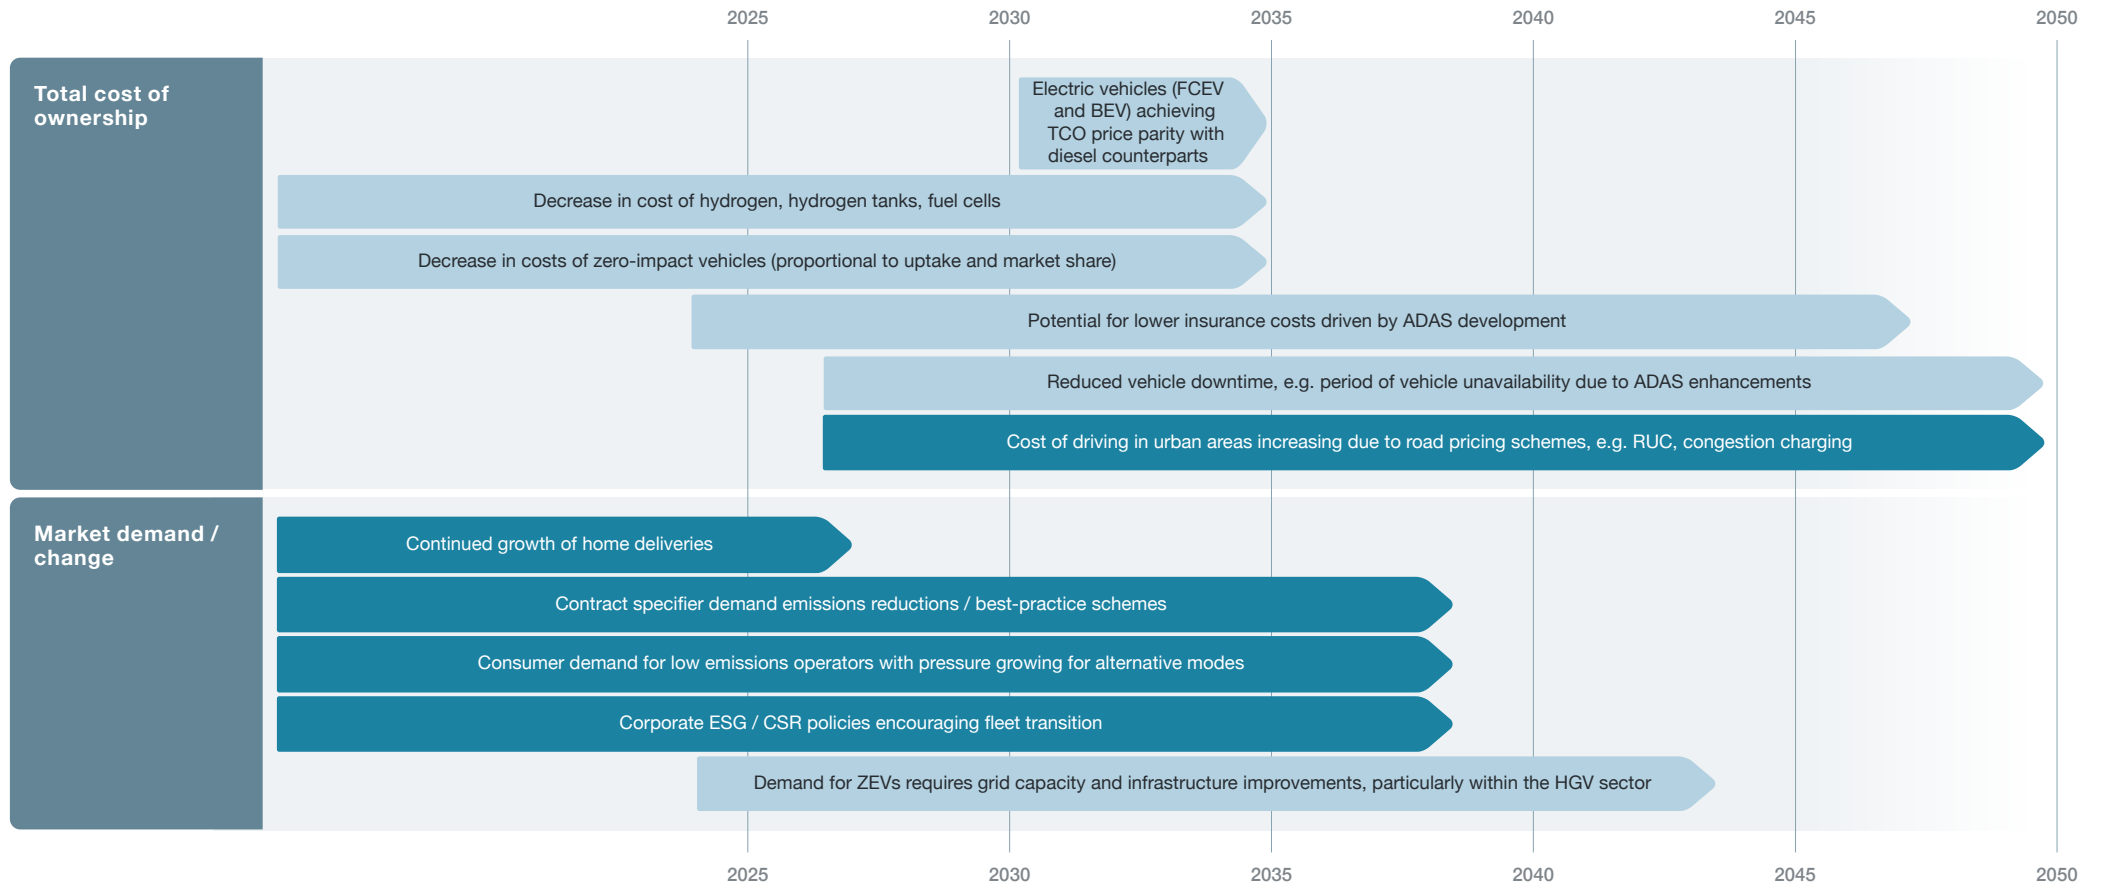 2025 2030 2035 2040 2045 2050
Total cost of
ownership
Electric vehicles (FCEV
and BEV) achieving
TCO price parity with
diesel counterparts
Decrease in cost of hydrogen, hydrogen tanks, fuel cells
Decrease in costs of zero-impact vehicles (proportional to uptake and market share)
Potential for lower insurance costs driven by ADAS development
Reduced vehicle downtime, e.g. period of vehicle unavailability due to ADAS enhancements
Cost of driving in urban areas increasing due to road pricing schemes, e.g. RUC, congestion charging
Market demand /
change
Continued growth of home deliveries
Contract specifier demand emissions reductions / best-practice schemes
Consumer demand for low emissions operators with pressure growing for alternative modes
Corporate ESG / CSR policies encouraging fleet transition
Demand for ZEVs requires grid capacity and infrastructure improvements, particularly within the HGV sector
2025 2030 2035 2040 2045 2050